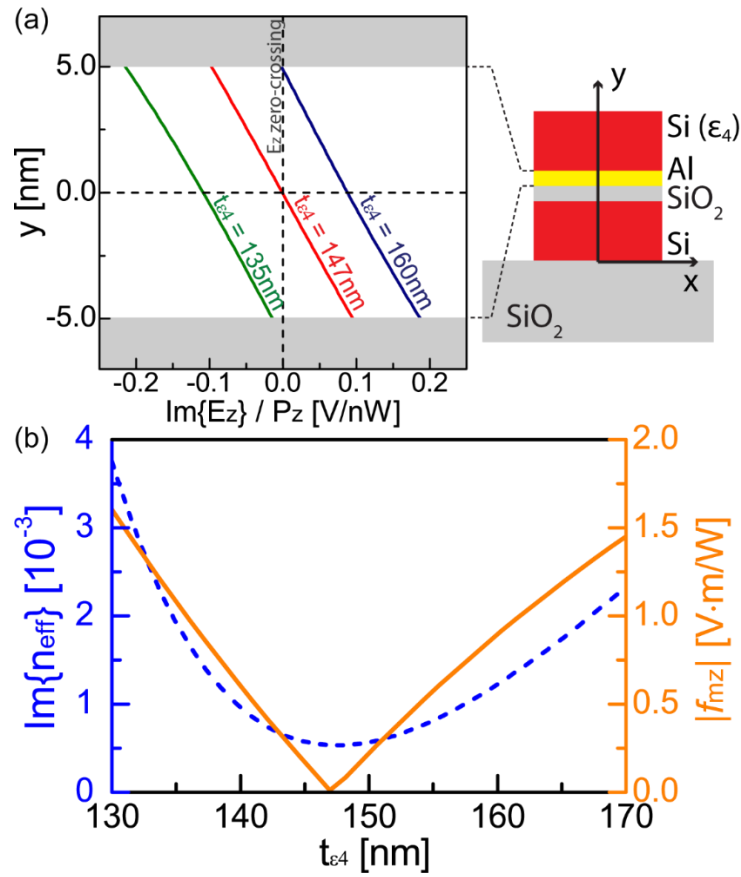 (a)
Ez zero-crossing
5.0
0.0
-5.0
y [nm]
tε4 = 135nm
tε4 = 147nm
tε4 = 160nm
-0.2 -0.1 0.0 0.1 0.2
Im{Ez} / Pz [V/nW]
y
Si (ε4)
Al
SiO2
Si
x
SiO2
(b)
4
3
2
1
0
Im{neff} [10-3]
2.0
1.5
1.0
0.5
0.0
|fmz| [V·m/W]
130 140 150 160 170
tε4 [nm]